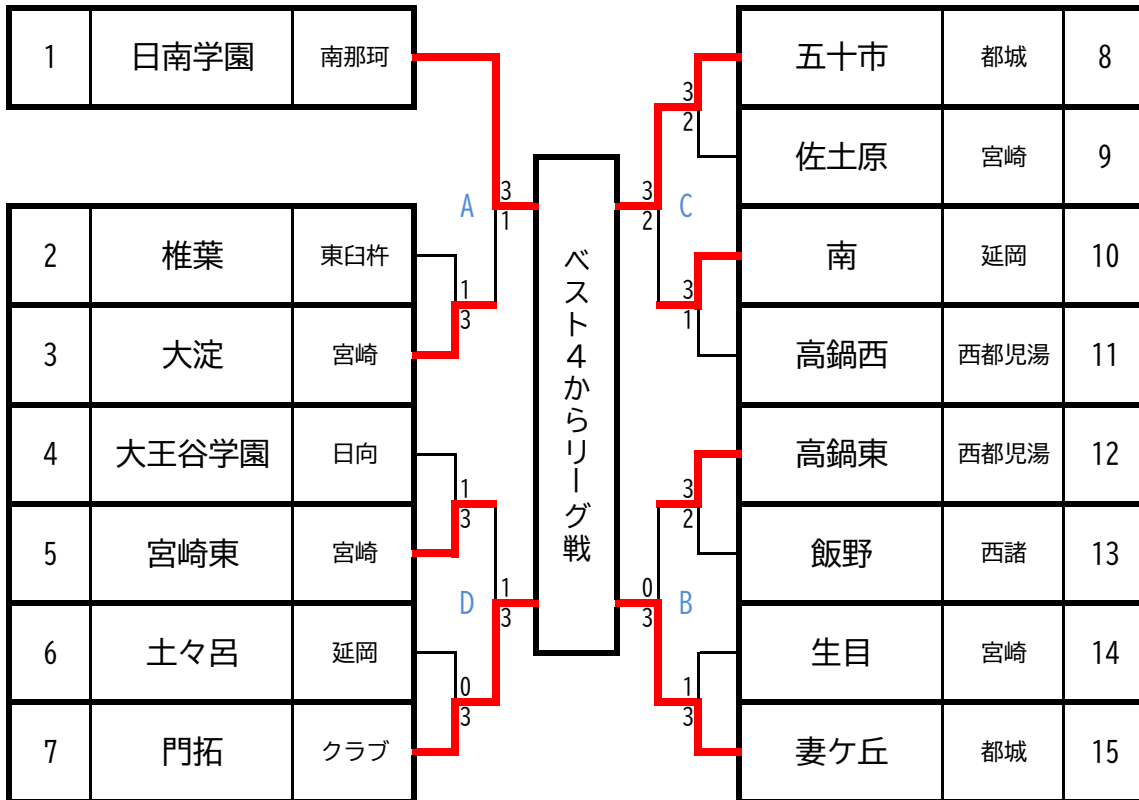 1 日南学園 南那珂
2 椎葉 東臼杵
3 大淀 宮崎
4 大王谷学園 日向
5 宮崎東 宮崎
6 土々呂 延岡
7 門拓 クラブ
3
A
1
1
3
1
3
1
D
3
0
3
ベスト4からリーグ戦
3
2
3
C
2
3
1
3
2
0
B
3
1
3
五十市 都城 8
佐土原 宮崎 9
南 延岡 10
高鍋西 西都児湯 11
高鍋東 西都児湯 12
飯野 西諸 13
生目 宮崎 14
妻ケ丘 都城 15